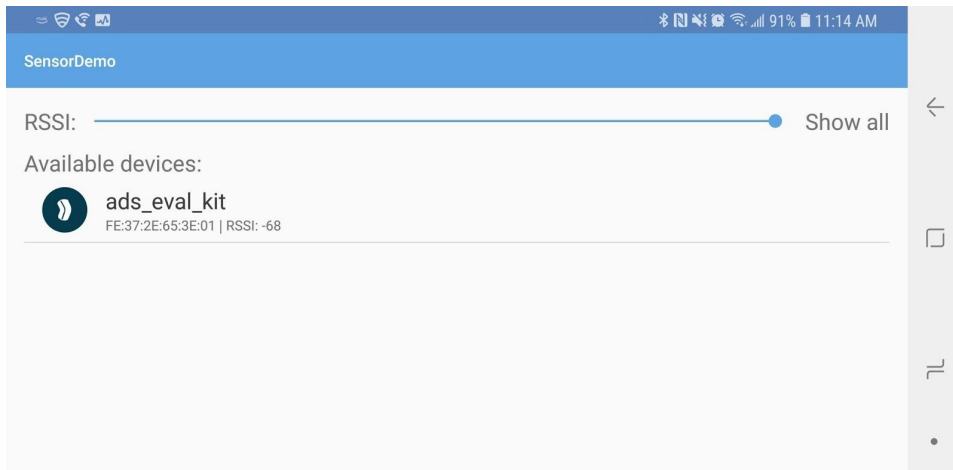 91% 11:14 AM
SensorDemo
RSSI: Show all
Available devices:
ads_eval_kit
FE:37:2E:65:3E:01 | RSSI: -68